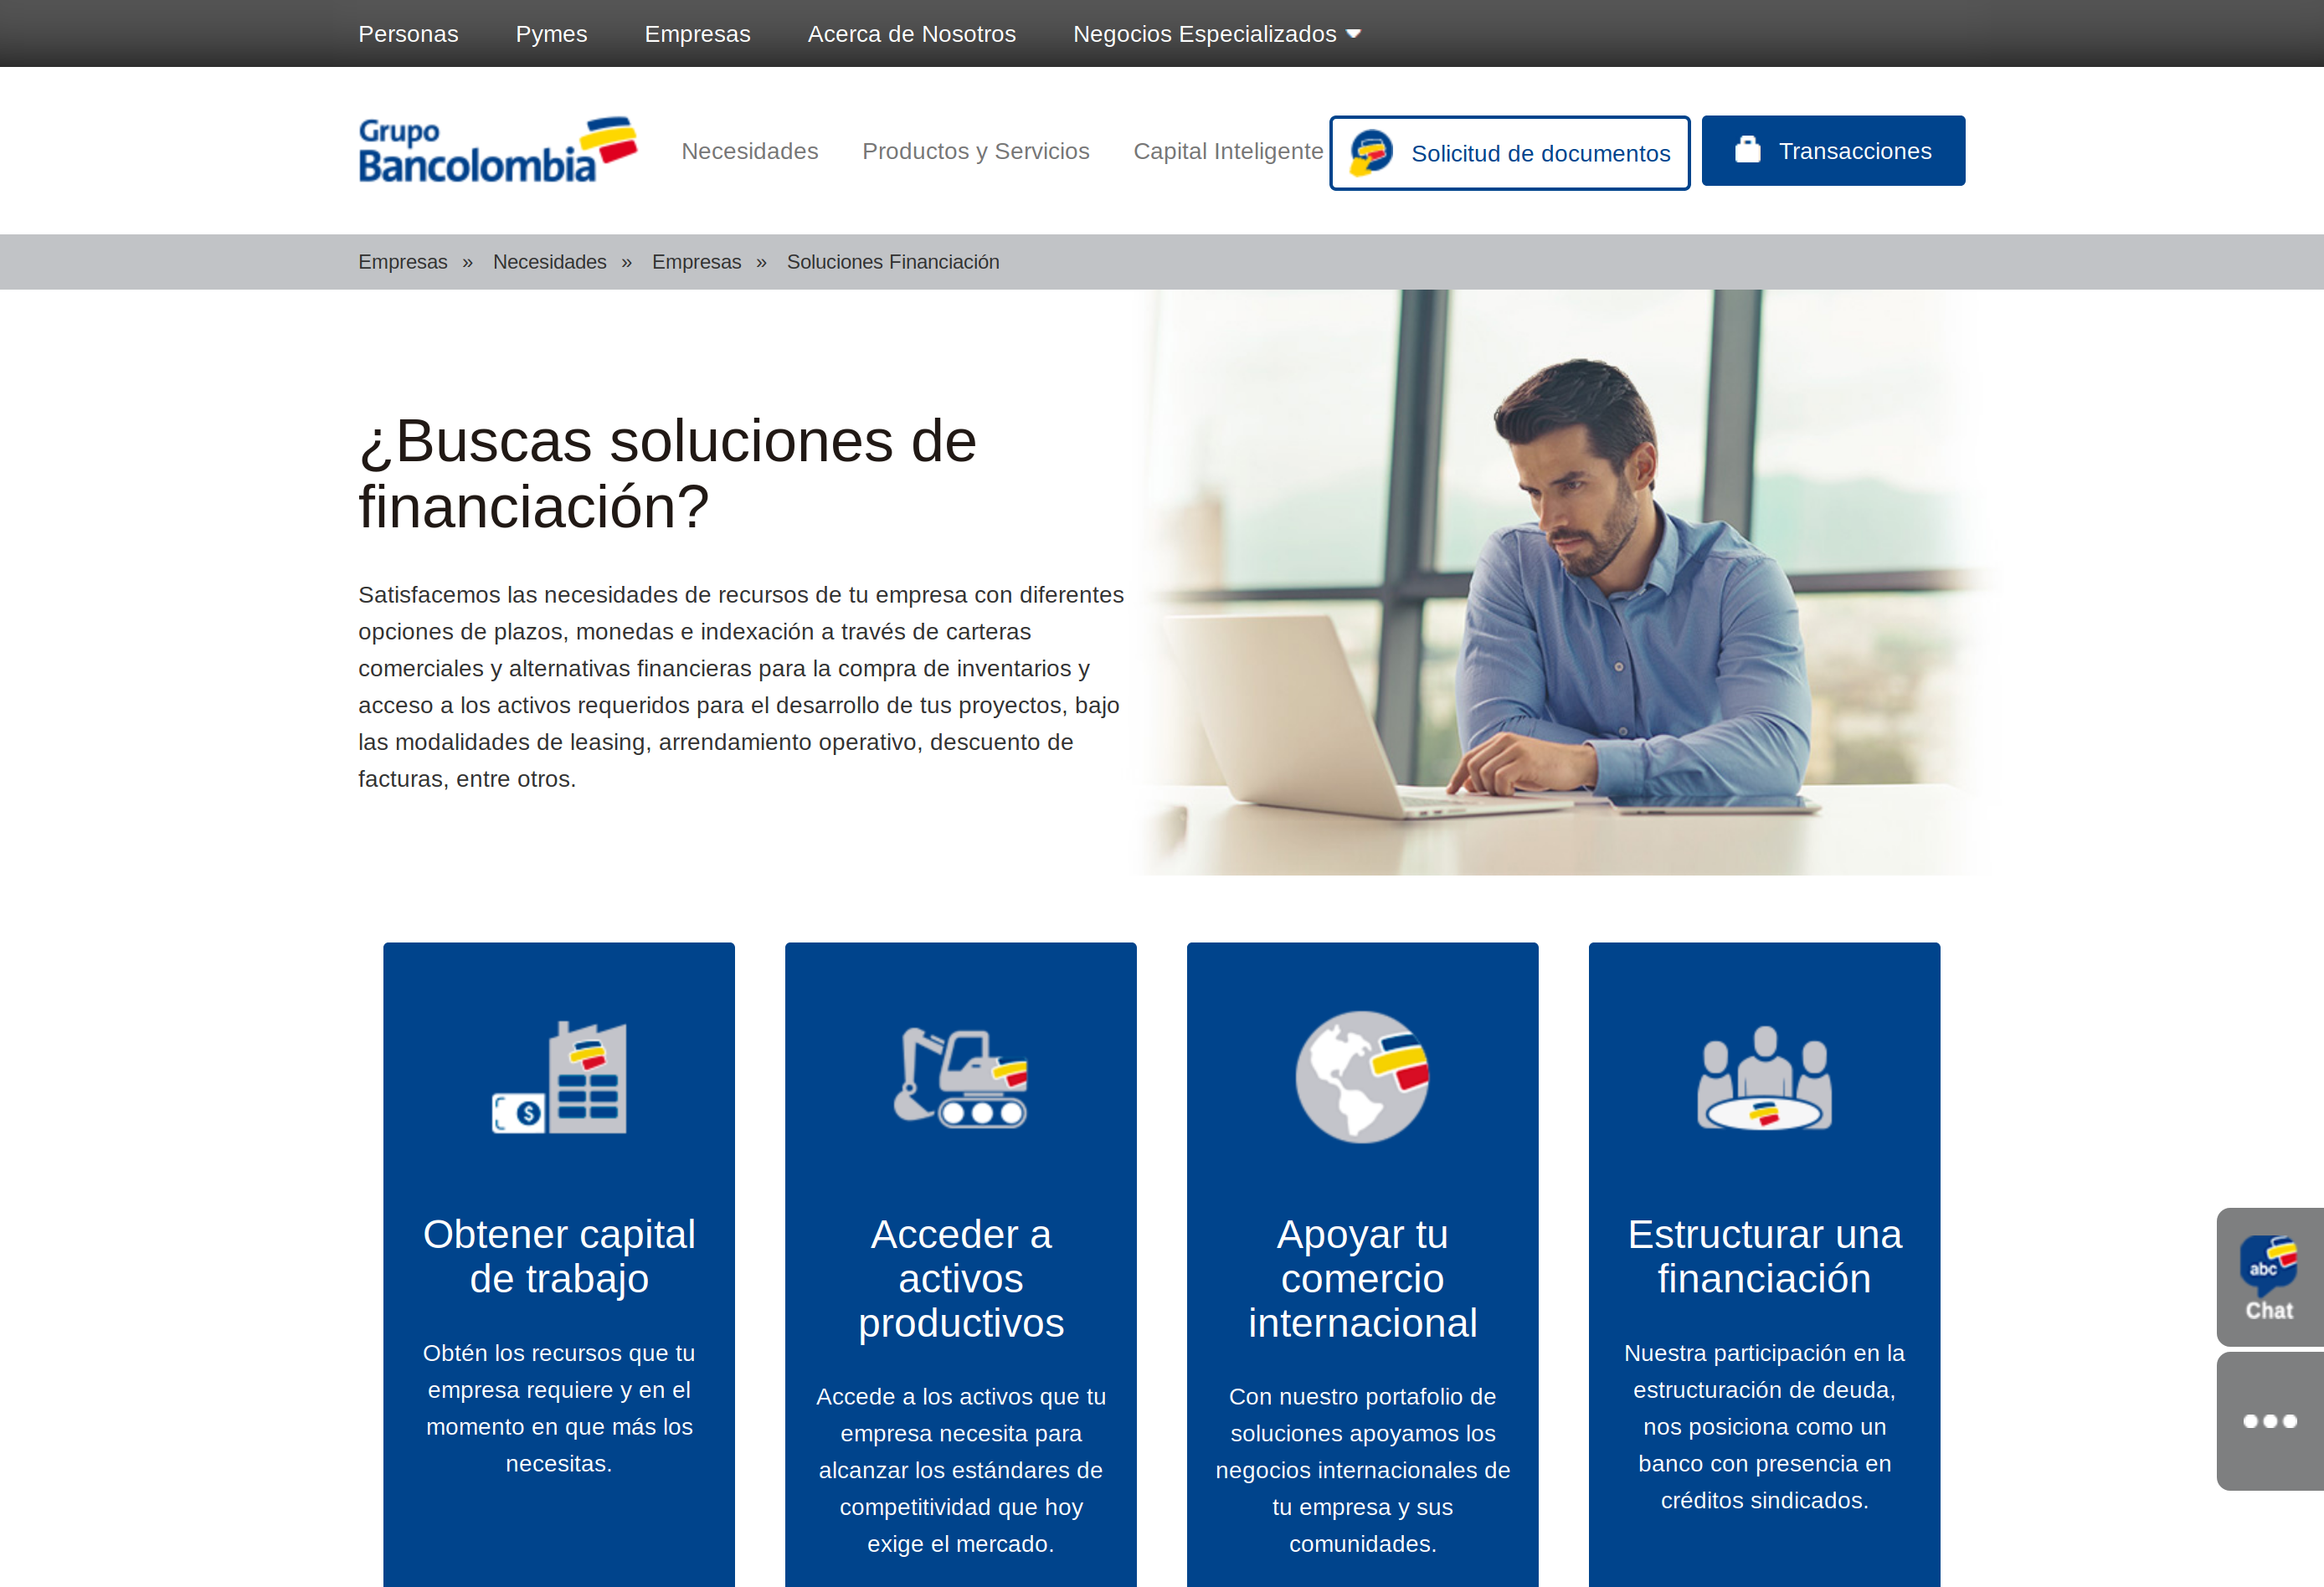 Personas Pymes Empresas Acerca de Nosotros Negocios Especializados
Grupo
Bancolombia
Necesidades Productos y Servicios Capital Inteligente
Solicitud de documentos
Transacciones
Empresas » Necesidades » Empresas » Soluciones Financiación
¿Buscas soluciones de
financiación?
Satisfacemos las necesidades de recursos de tu empresa con diferentes
opciones de plazos, monedas e indexación a través de carteras
comerciales y alternativas financieras para la compra de inventarios y
acceso a los activos requeridos para el desarrollo de tus proyectos, bajo
las modalidades de leasing, arrendamiento operativo, descuento de
facturas, entre otros.
$
Obtener capital
de trabajo
Obtén los recursos que tu
empresa requiere y en el
momento en que más los
necesitas.
Acceder a
activos
productivos
Accede a los activos que tu
empresa necesita para
alcanzar los estándares de
competitividad que hoy
exige el mercado.
Apoyar tu
comercio
internacional
Con nuestro portafolio de
soluciones apoyamos los
negocios internacionales de
tu empresa y sus
comunidades.
Estructurar una
financiación
Nuestra participación en la
estructuración de deuda,
nos posiciona como un
banco con presencia en
créditos sindicados.
abc
Chat